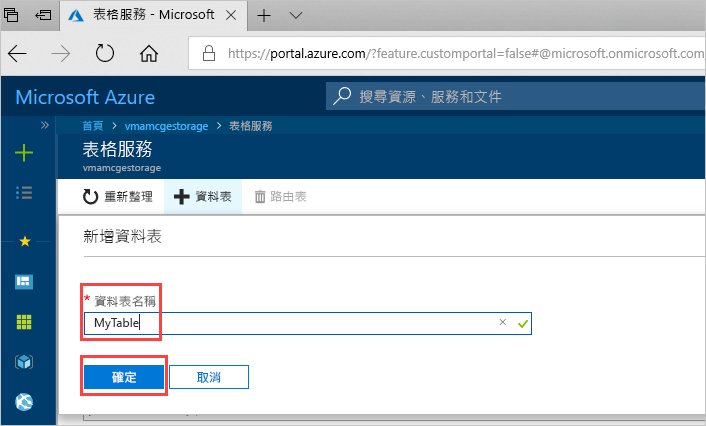 表格服務 - Microsoft
https://portal.azure.com/?feature.customportal=false#@microsoft.onmicrosoft.com
Microsoft Azure
搜尋資源、服務和文件
首頁 > vmamcgestorage > 表格服務
表格服務
vmamcgestorage
重新整理 資料表 路由表
新增資料表
* 資料表名稱
MyTable
確定 取消